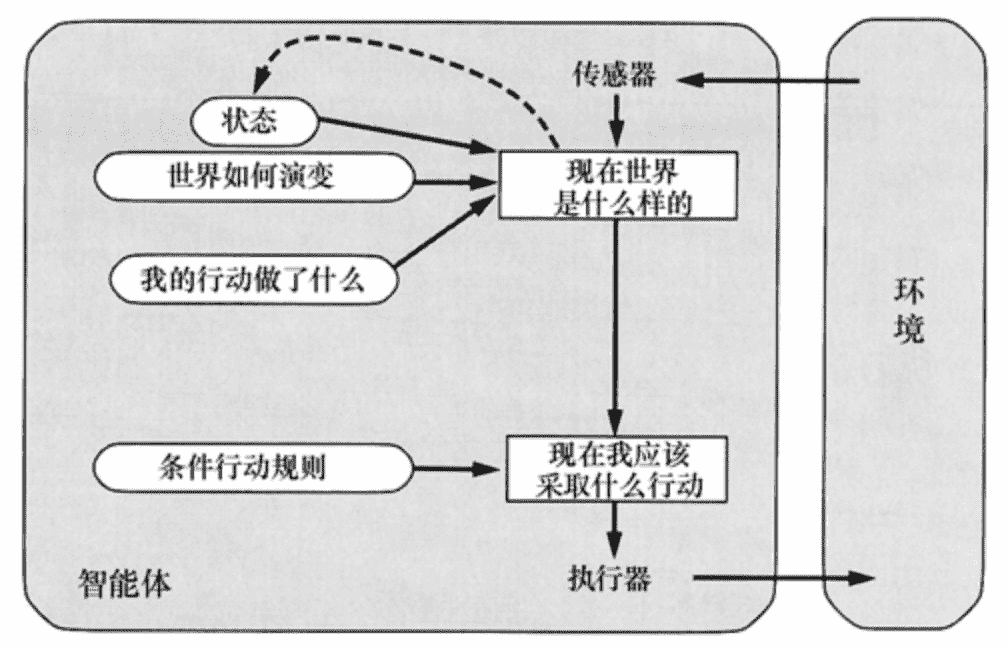 传感器
状态
世界如何演变
现在世界
是什么样的
我的行动做了什么
环
境
条件行动规则
现在我应该
采取什么行动
智能体
执行器